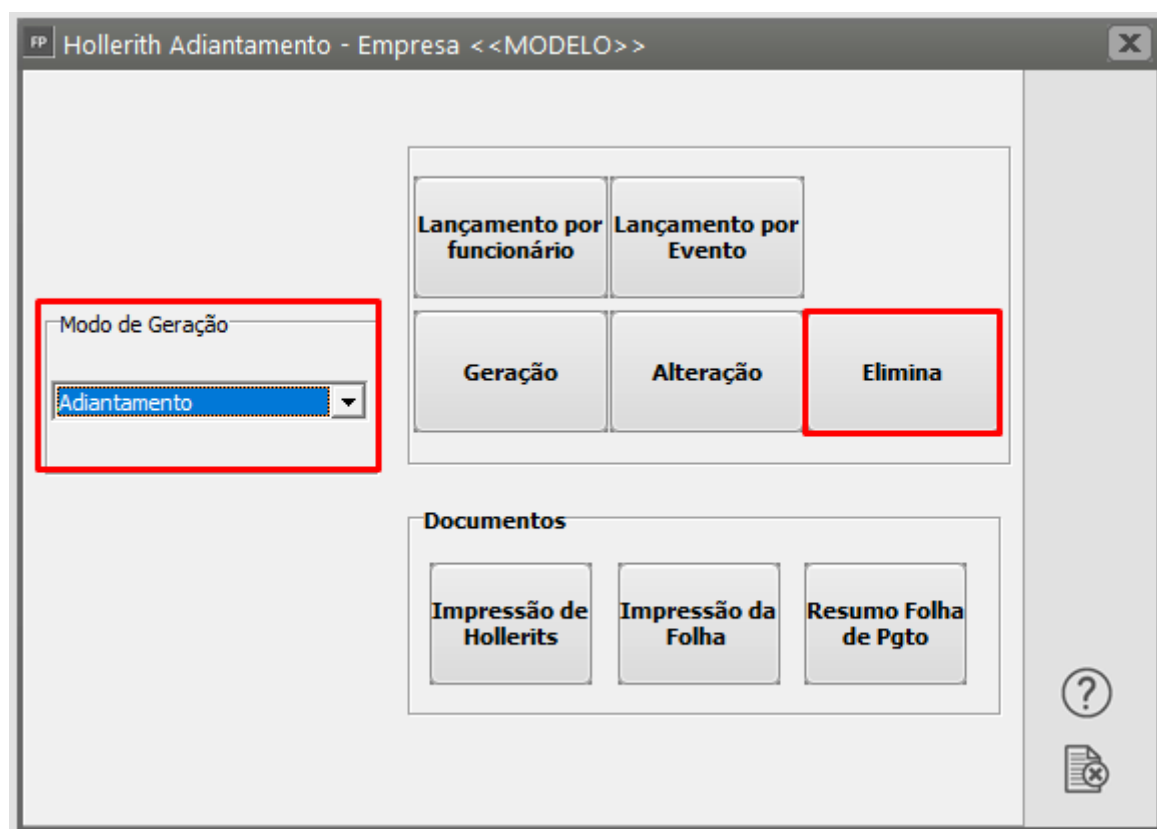 FP Hollerith Adiantamento - Empresa <<MODELO>>
Lançamento por
funcionário
Lançamento por
Evento
Modo de Geração
Adiantamento
Geração
Alteração
Elimina
Documentos
Impressão de
Hollerits
Impressão da
Folha
Resumo Folha
de Pgto
?